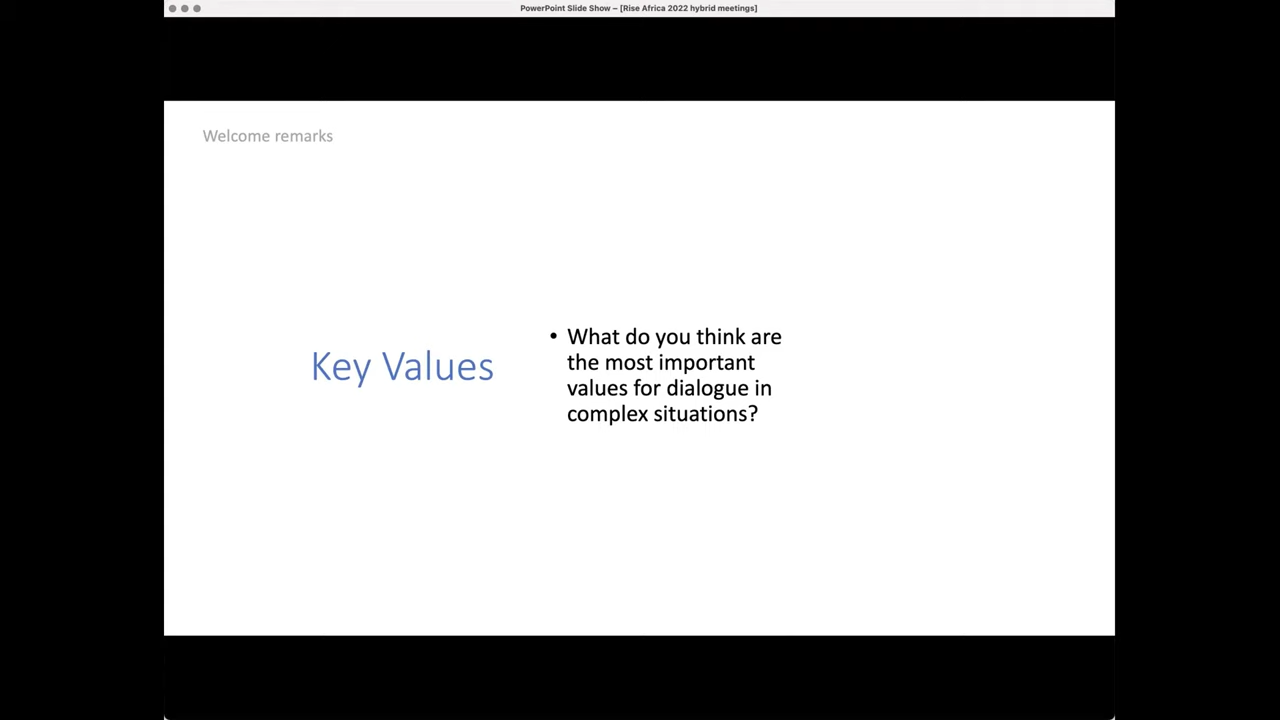 PowerPoint Slide Show – [Rise Africa 2022 hybrid meetings]
Welcome remarks
Key Values
• What do you think are
the most important
values for dialogue in
complex situations?